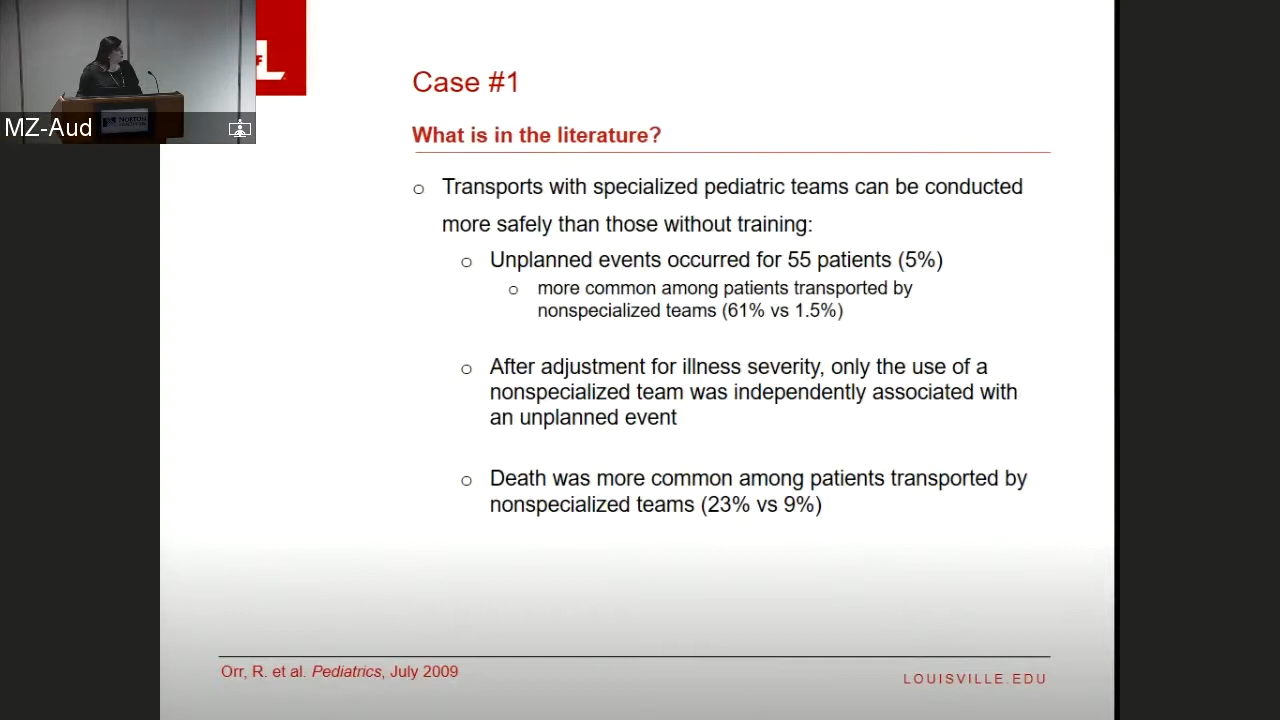 MZ-Aud
NORTON
Case #1
What is in the literature?
o Transports with specialized pediatric teams can be conducted
more safely than those without training:
o Unplanned events occurred for 55 patients (5%)
o more common among patients transported by
nonspecialized teams (61% vs 1.5%)
o After adjustment for illness severity, only the use of a
nonspecialized team was independently associated with
an unplanned event
o Death was more common among patients transported by
nonspecialized teams (23% vs 9%)
Orr, R. et al. Pediatrics, July 2009
LOUISVILLE.EDU